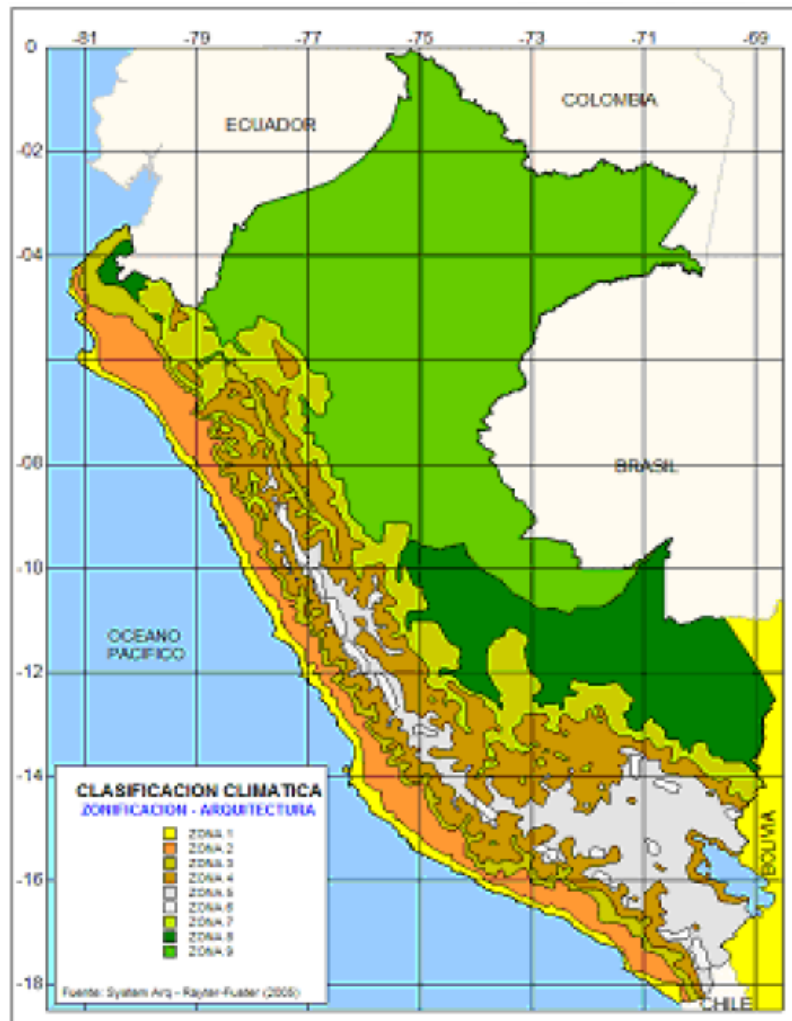 -81 -79 -77 -75 -73 -71 -69
0
COLOMBIA
ECUADOR
-02
-04
-08
BRASIL
-10
OCEANO
PACIFICO
-12
-14
CLASIFICACION CLIMATICA
ZONIFICACION - ARQUITECTURA
ZONA 1
ZONA 2
ZONA 3
ZONA 4
ZONA 5
ZONA 6
ZONA 7
ZONA 8
ZONA 9
BOLIVIA
-16
-18
Fuente: System Arq - Rayter-Fuster (2005)
CHILE